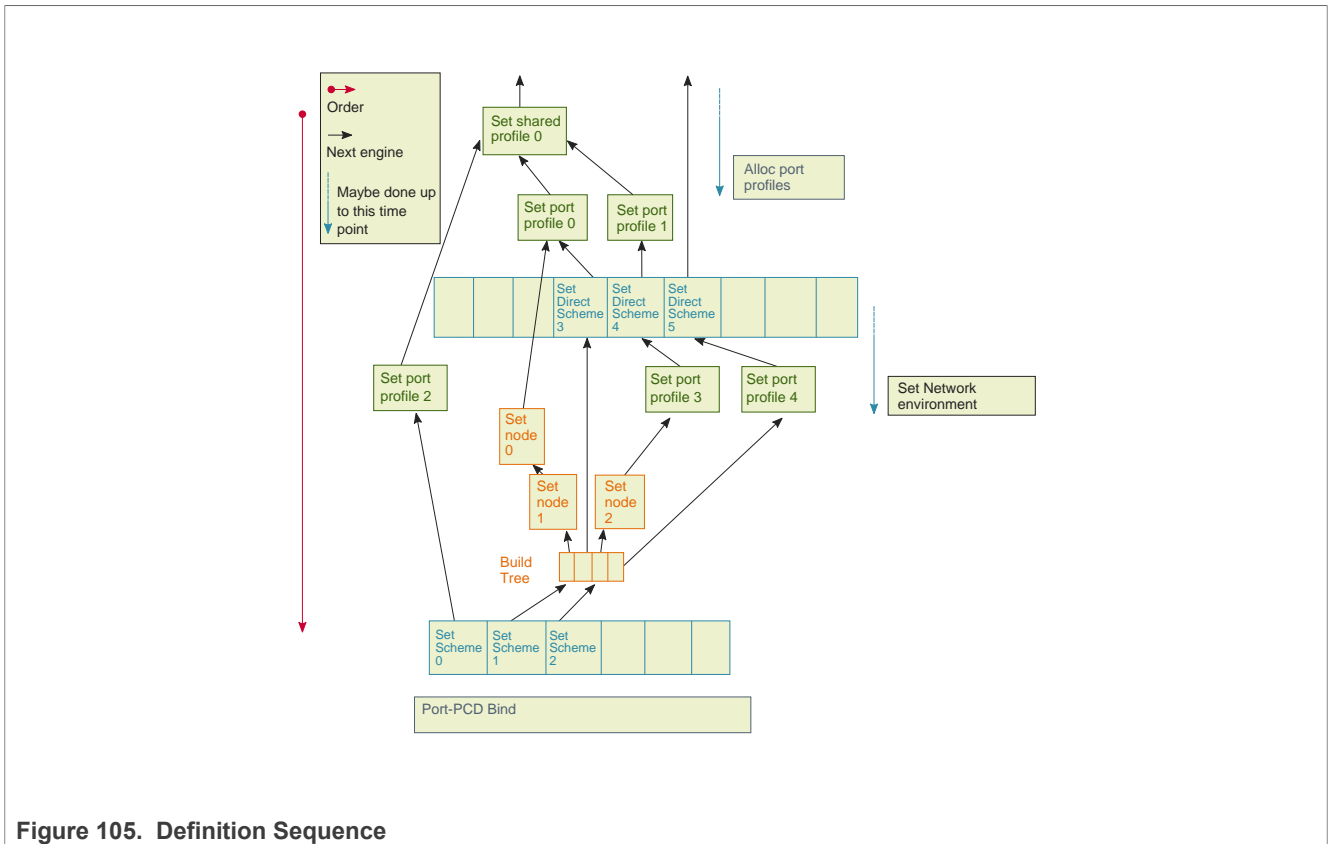 Order
Next engine
Maybe done up
to this time
point
Set shared
profile 0
Alloc port
profiles
Set port
profile 0
Set port
profile 1
Set
Direct
Scheme
3
Set
Direct
Scheme
4
Set
Direct
Scheme
5
Set port
profile 2
Set port
profile 3
Set port
profile 4
Set Network
environment
Set
node
0
Set
node
1
Set
node
2
Build
Tree
Set
Scheme
0
Set
Scheme
1
Set
Scheme
2
Port-PCD Bind
Figure 105. Definition Sequence